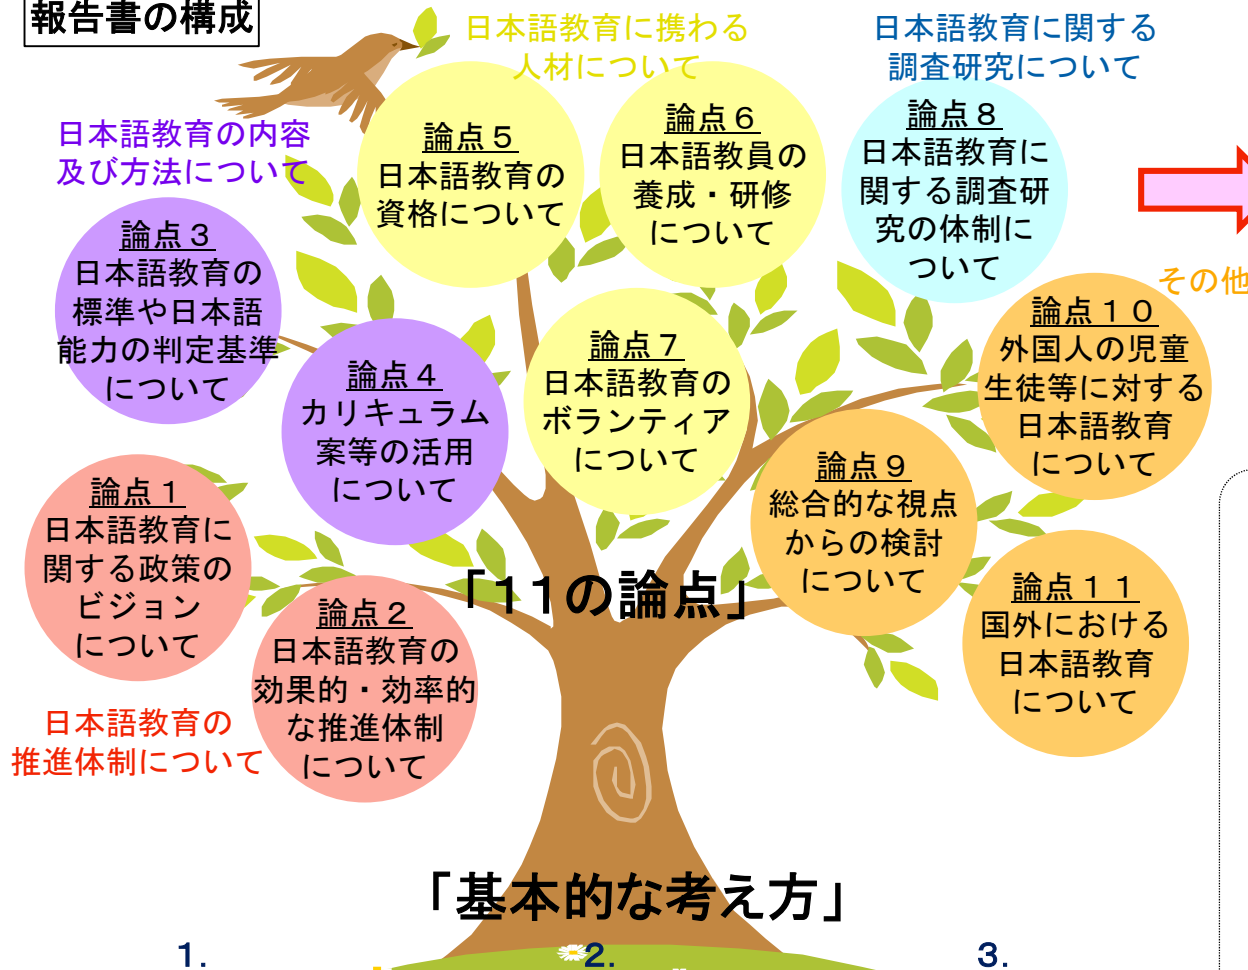 報告書の構成
日本語教育に携わる
人材について
日本語教育に関する
調査研究について
日本語教育の内容
及び方法について
論点５
日本語教育の
資格について
論点６
日本語教員の
養成・研修
について
論点８
日本語教育に
関する調査研
究の体制に
ついて
論点３
日本語教育の
標準や日本語
能力の判定基準
について
その他
論点１０
外国人の児童
生徒等に対する
日本語教育
について
論点４
カリキュラム
案等の活用
について
論点７
日本語教育の
ボランティア
について
論点９
総合的な視点
からの検討
について
論点１
日本語教育に
関する政策の
ビジョン
について
論点２
日本語教育の
効果的・効率的
な推進体制
について
「11の論点」
論点１１
国外における
日本語教育
について
日本語教育の
推進体制について
「基本的な考え方」
1.
2.
3.